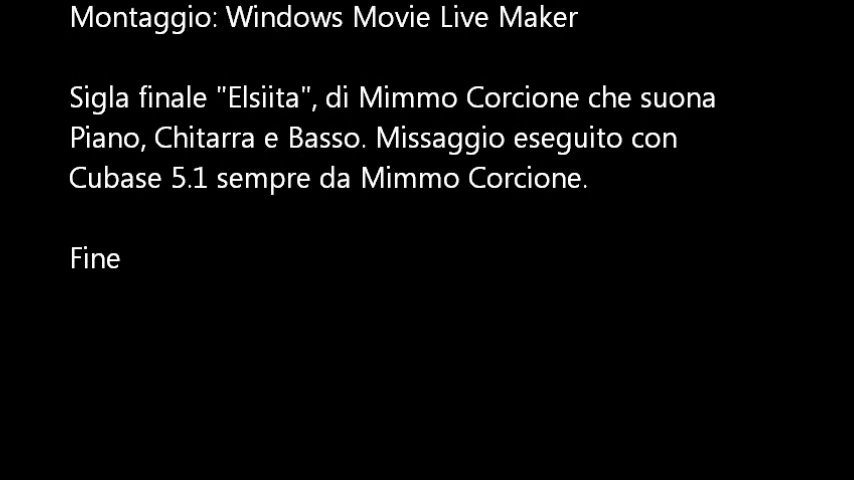 Montaggio: Windows Movie Live Maker
Sigla finale "Elsiita", di Mimmo Corcione che suona
Piano, Chitarra e Basso. Missaggio eseguito con
Cubase 5.1 sempre da Mimmo Corcione.
Fine